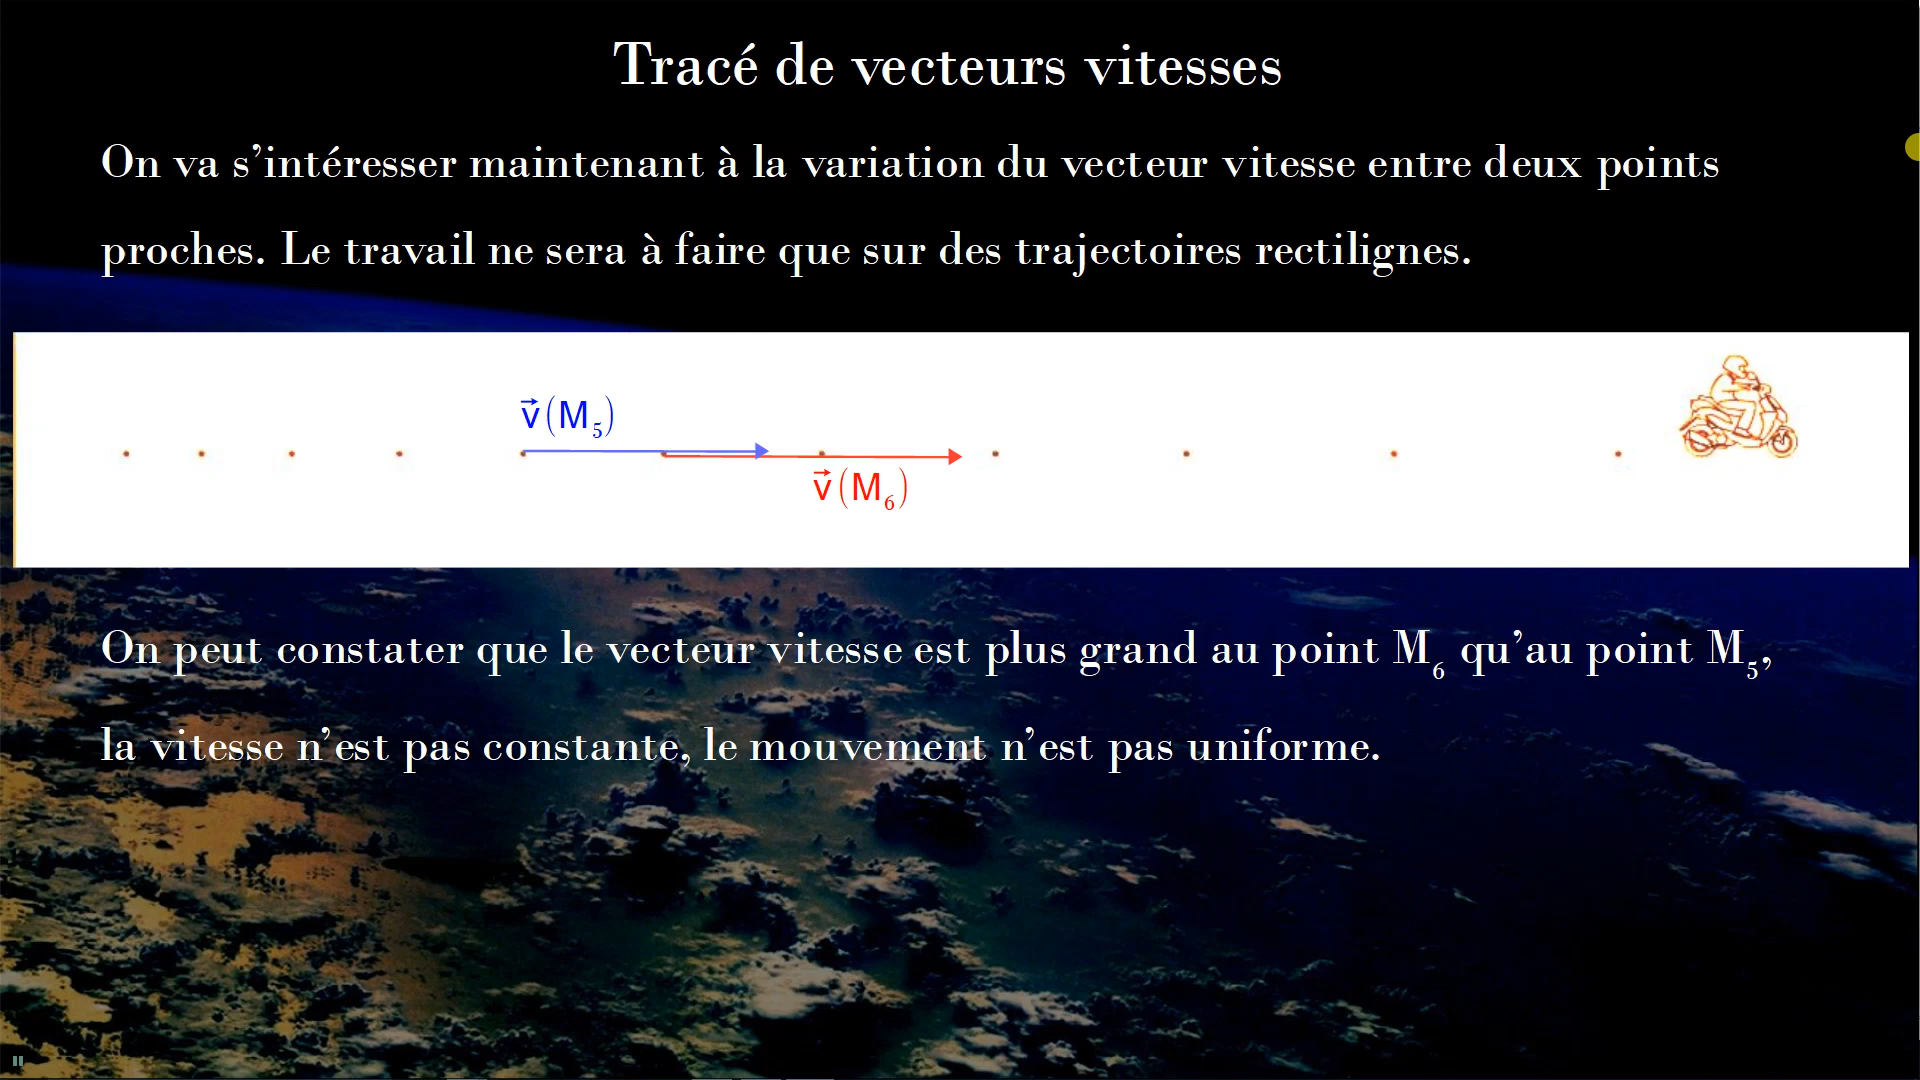 Tracé de vecteurs vitesses
On va s’intéresser maintenant à la variation du vecteur vitesse entre deux points
proches. Le travail ne sera à faire que sur des trajectoires rectilignes.
v⃗(M₅)
v⃗(M₆)
On peut constater que le vecteur vitesse est plus grand au point M₆ qu’au point M₅,
la vitesse n’est pas constante, le mouvement n’est pas uniforme.